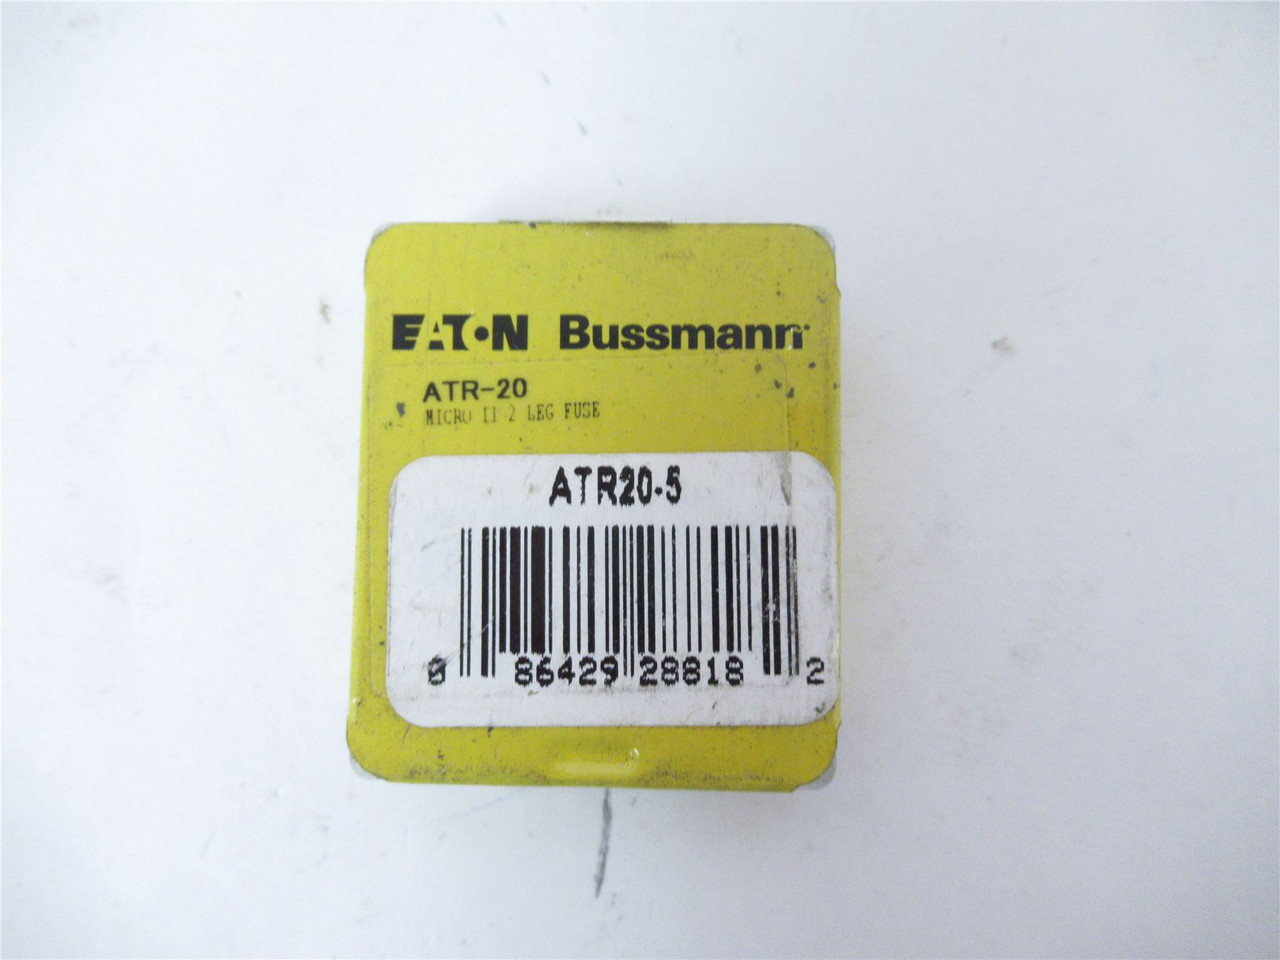 EATON Bussmann
ATR-20
MICRO II 2 LEG FUSE
ATR20-5
0 86429 28818 2